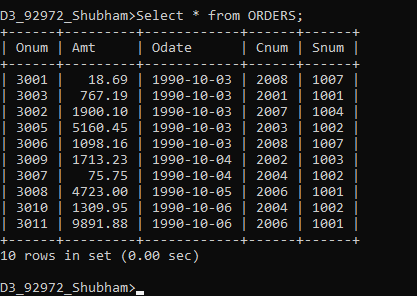 D3_92972_Shubham>Select * from ORDERS;
+------+---------+------------+------+------+
| Onum | Amt     | Odate      | Cnum | Snum |
+------+---------+------------+------+------+
| 3001 |   18.69 | 1990-10-03 | 2008 | 1007 |
| 3003 |  767.19 | 1990-10-03 | 2001 | 1001 |
| 3002 | 1900.10 | 1990-10-03 | 2007 | 1004 |
| 3005 | 5160.45 | 1990-10-03 | 2003 | 1002 |
| 3006 | 1098.16 | 1990-10-03 | 2008 | 1007 |
| 3009 | 1713.23 | 1990-10-04 | 2002 | 1003 |
| 3007 |   75.75 | 1990-10-04 | 2004 | 1002 |
| 3008 | 4723.00 | 1990-10-05 | 2006 | 1001 |
| 3010 | 1309.95 | 1990-10-06 | 2004 | 1002 |
| 3011 | 9891.88 | 1990-10-06 | 2006 | 1001 |
+------+---------+------------+------+------+
10 rows in set (0.00 sec)
D3_92972_Shubham>